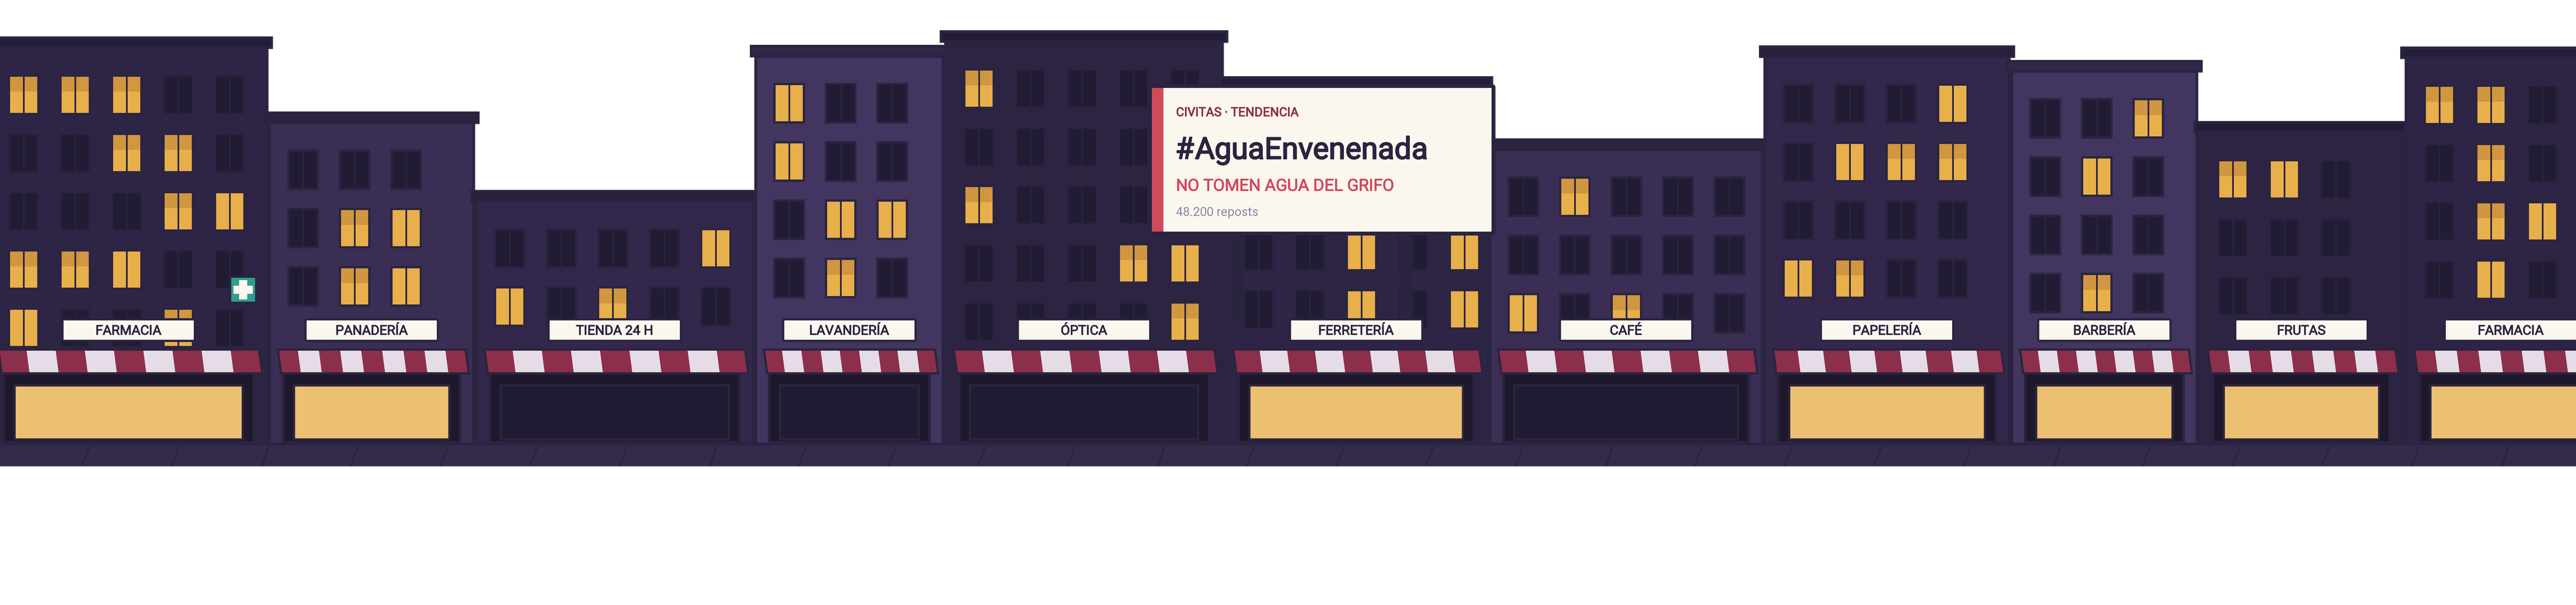 CIVITAS · TENDENCIA
#AguaEnvenenada
NO TOMEN AGUA DEL GRIFO
48.200 reposts
FARMACIA
PANADERÍA
TIENDA 24 H
LAVANDERÍA
ÓPTICA
FERRETERÍA
CAFÉ
PAPELERÍA
BARBERÍA
FRUTAS
FARMACIA